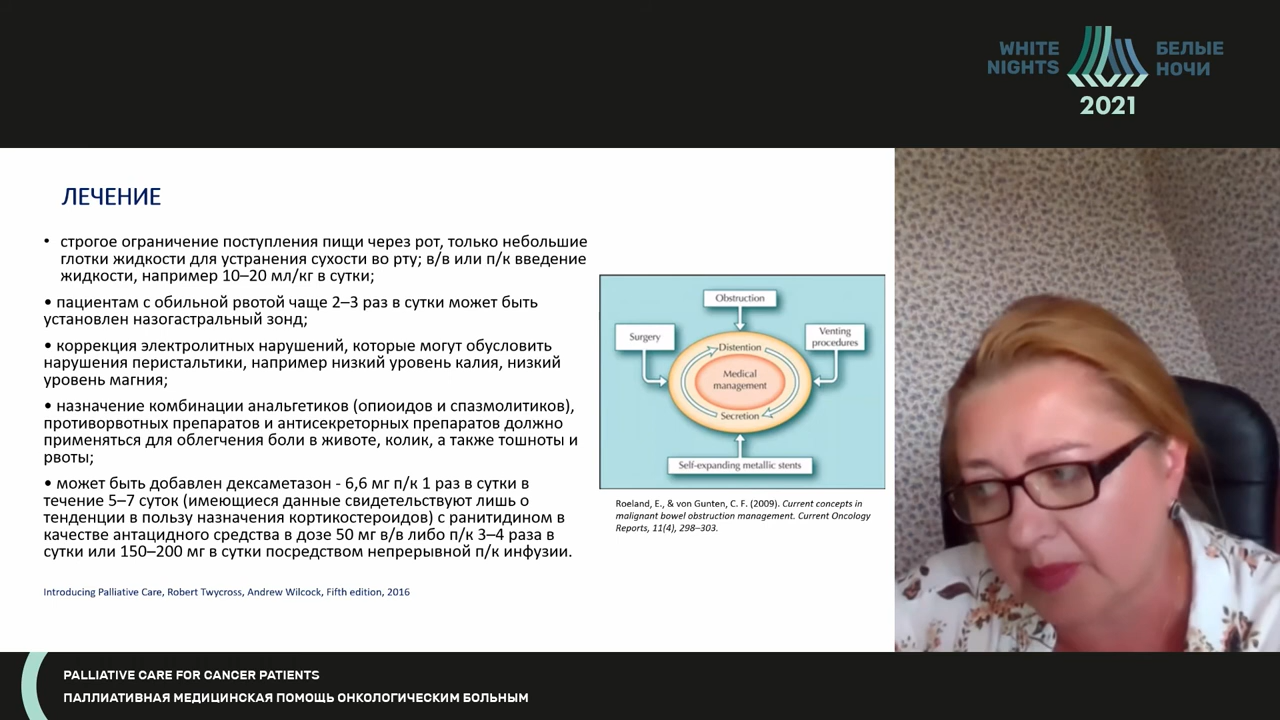 WHITE
NIGHTS
БЕЛЫЕ
НОЧИ
2021
ЛЕЧЕНИЕ
• строгое ограничение поступления пищи через рот, только небольшие
глотки жидкости для устранения сухости во рту; в/в или п/к введение
жидкости, например 10–20 мл/кг в сутки;
• пациентам с обильной рвотой чаще 2–3 раз в сутки может быть
установлен назогастральный зонд;
• коррекция электролитных нарушений, которые могут обусловить
нарушения перистальтики, например низкий уровень калия, низкий
уровень магния;
• назначение комбинации анальгетиков (опиоидов и спазмолитиков),
противорвотных препаратов и антисекреторных препаратов должно
применяться для облегчения боли в животе, колик, а также тошноты и
рвоты;
• может быть добавлен дексаметазон - 6,6 мг п/к 1 раз в сутки в
течение 5–7 суток (имеющиеся данные свидетельствуют лишь о
тенденции в пользу назначения кортикостероидов) с ранитидином в
качестве антацидного средства в дозе 50 мг в/в либо п/к 3–4 раза в
сутки или 150–200 мг в сутки посредством непрерывной п/к инфузии.
Introducing Palliative Care, Robert Twycross, Andrew Wilcock, Fifth edition, 2016
Obstruction
Surgery
Venting
procedures
Distention
Medical
management
Secretion
Self-expanding metallic stents
Roeland, E., & von Gunten, C. F. (2009). Current concepts in
malignant bowel obstruction management. Current Oncology
Reports, 11(4), 298–303.
PALLIATIVE CARE FOR CANCER PATIENTS
ПАЛЛИАТИВНАЯ МЕДИЦИНСКАЯ ПОМОЩЬ ОНКОЛОГИЧЕСКИМ БОЛЬНЫМ